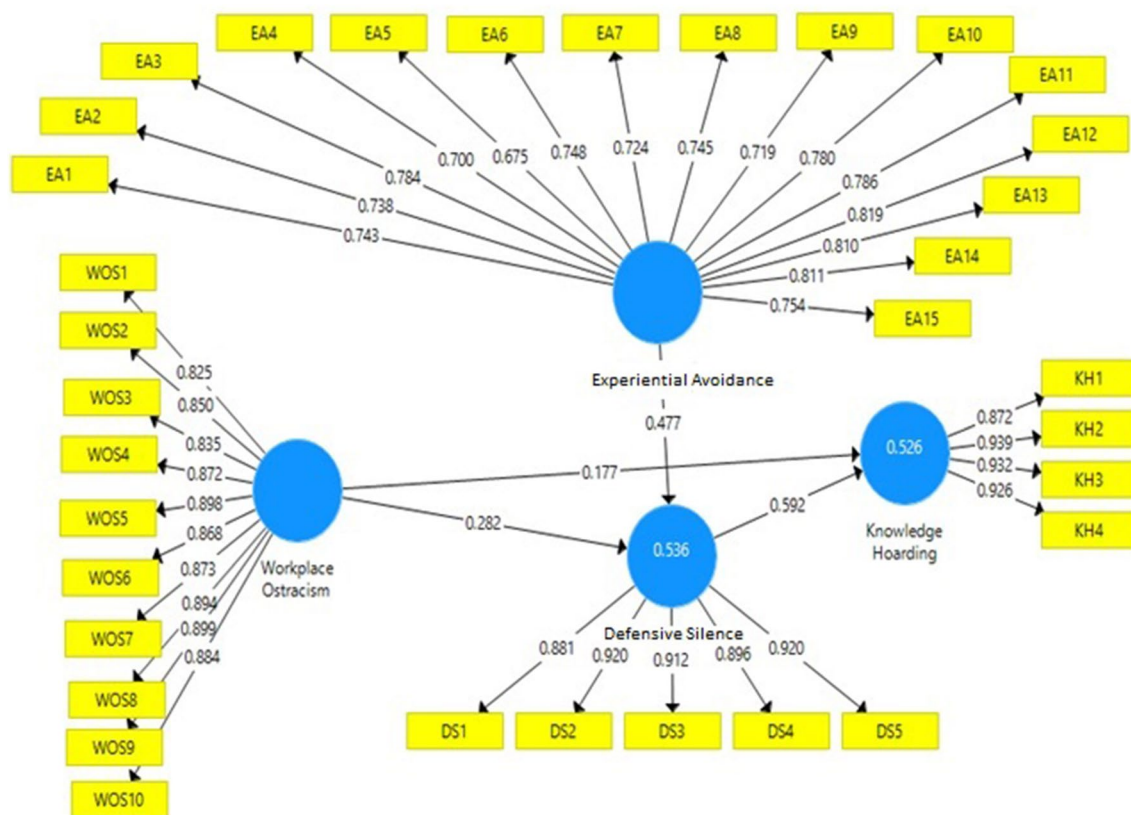 EA4
EA5
EA6
EA7
EA8
EA9
EA10
EA3
EA11
EA2
EA12
EA1
EA13
EA14
EA15
0.743
0.738
0.784
0.700
0.675
0.748
0.724
0.745
0.719
0.780
0.786
0.819
0.810
0.811
0.754
Experiential Avoidance
0.477
WOS1
WOS2
WOS3
WOS4
WOS5
WOS6
WOS7
WOS8
WOS9
WOS10
0.825
0.850
0.835
0.872
0.898
0.868
0.873
0.894
0.899
0.884
Workplace
Ostracism
0.177
0.282
0.592
0.526
Knowledge
Hoarding
0.872
0.939
0.932
0.926
KH1
KH2
KH3
KH4
0.536
Defensive Silence
0.881
0.920
0.912
0.896
0.920
DS1
DS2
DS3
DS4
DS5